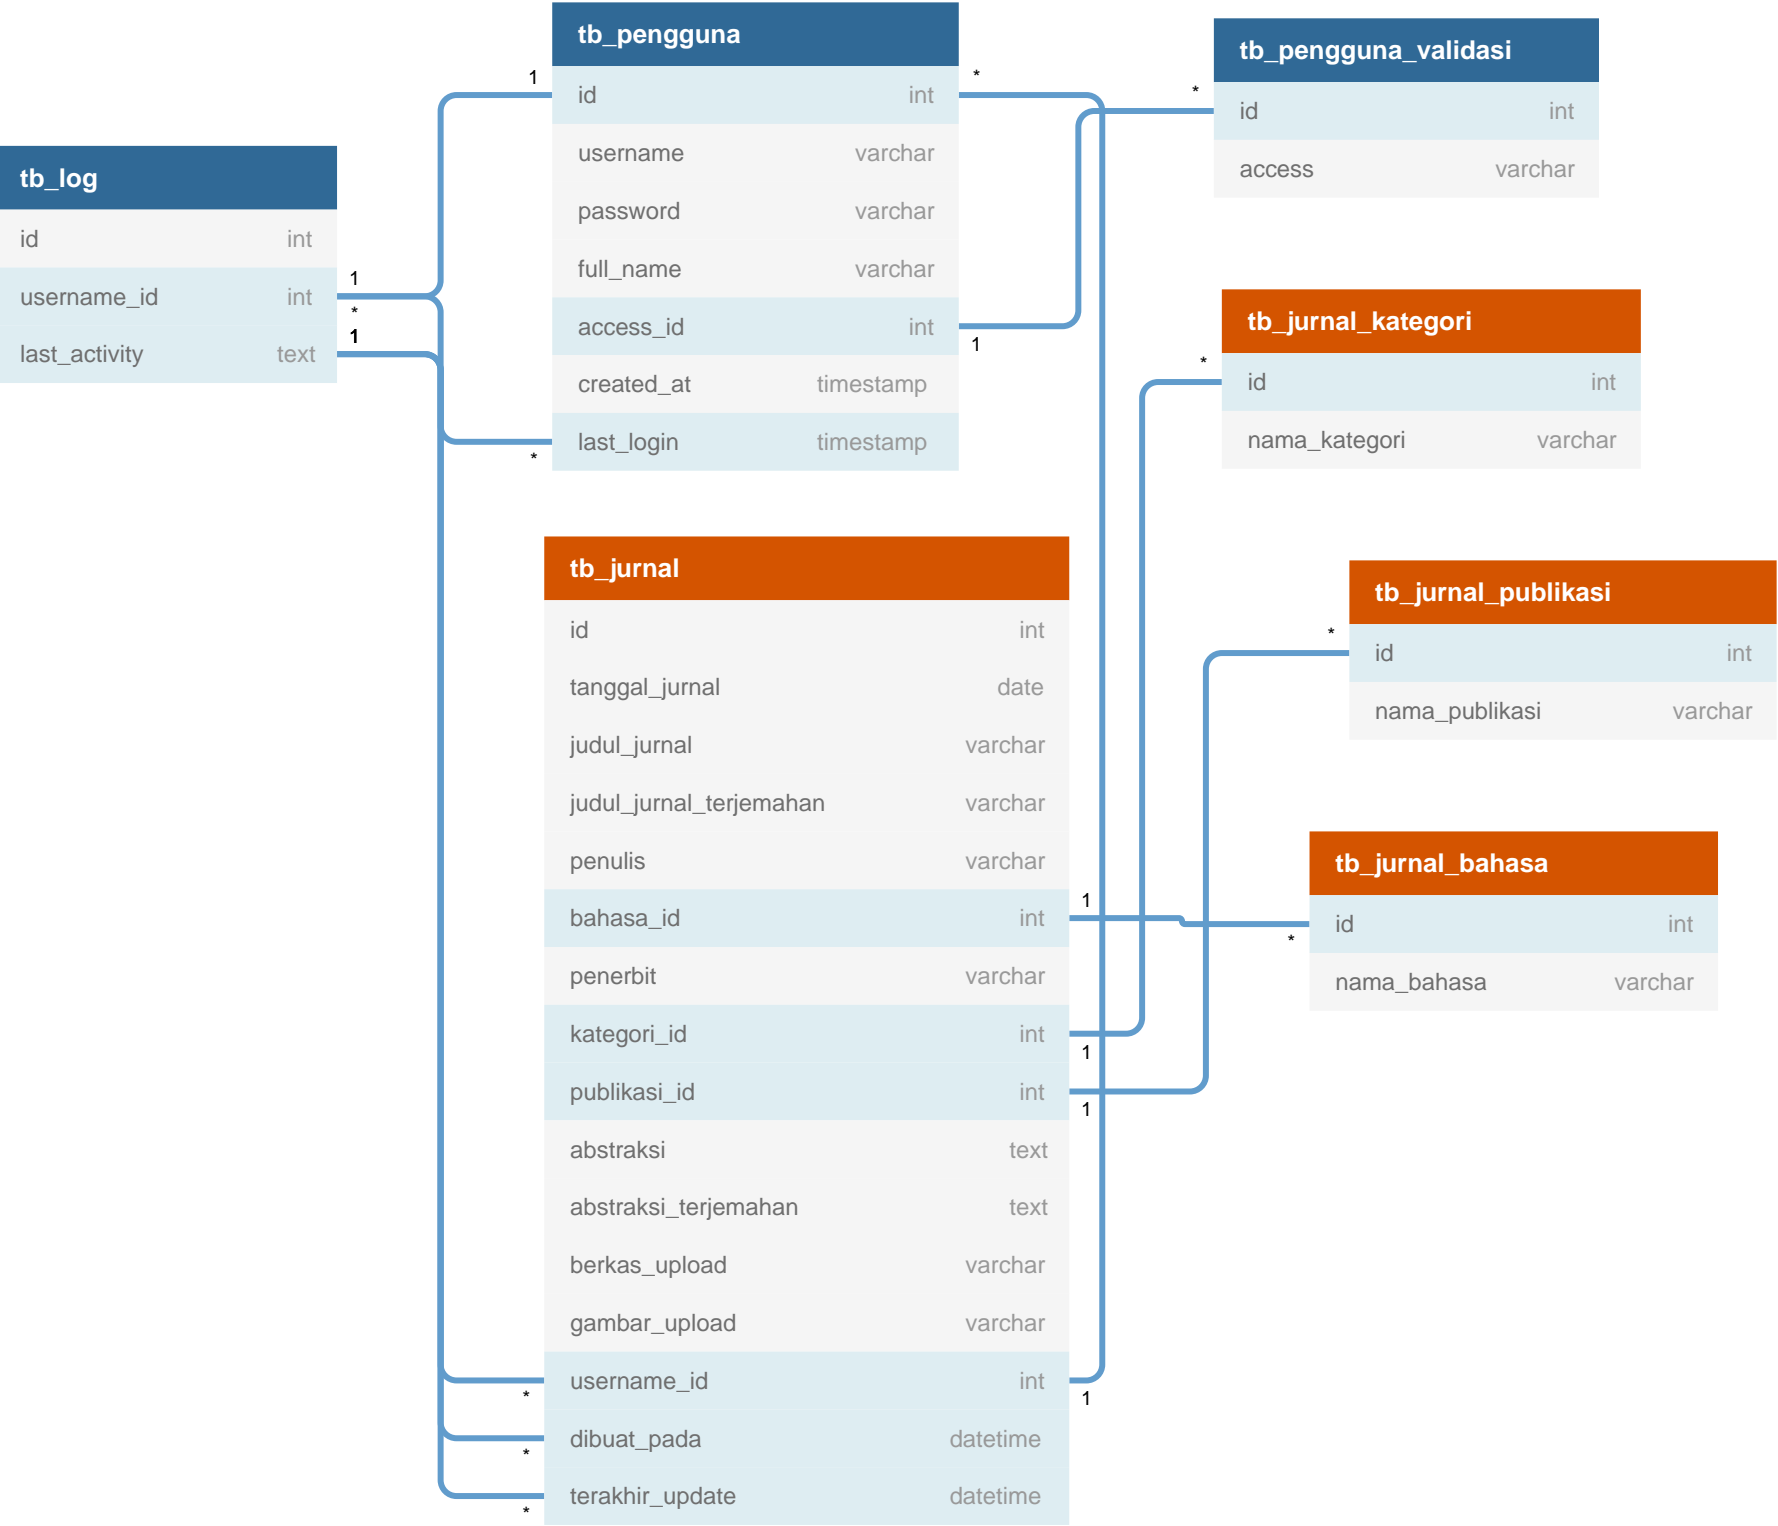 tb_pengguna
id int
username varchar
password varchar
full_name varchar
access_id int
created_at timestamp
last_login timestamp
1
*
1
*
tb_pengguna_validasi
id int
access varchar
*
tb_log
id int
username_id int
last_activity text
1
*
1
tb_jurnal_kategori
id int
nama_kategori varchar
*
tb_jurnal
id int
tanggal_jurnal date
judul_jurnal varchar
judul_jurnal_terjemahan varchar
penulis varchar
bahasa_id int
penerbit varchar
kategori_id int
publikasi_id int
abstraksi text
abstraksi_terjemahan text
berkas_upload varchar
gambar_upload varchar
username_id int
dibuat_pada datetime
terakhir_update datetime
1
1
1
1
*
*
*
tb_jurnal_publikasi
id int
nama_publikasi varchar
*
tb_jurnal_bahasa
id int
nama_bahasa varchar
*